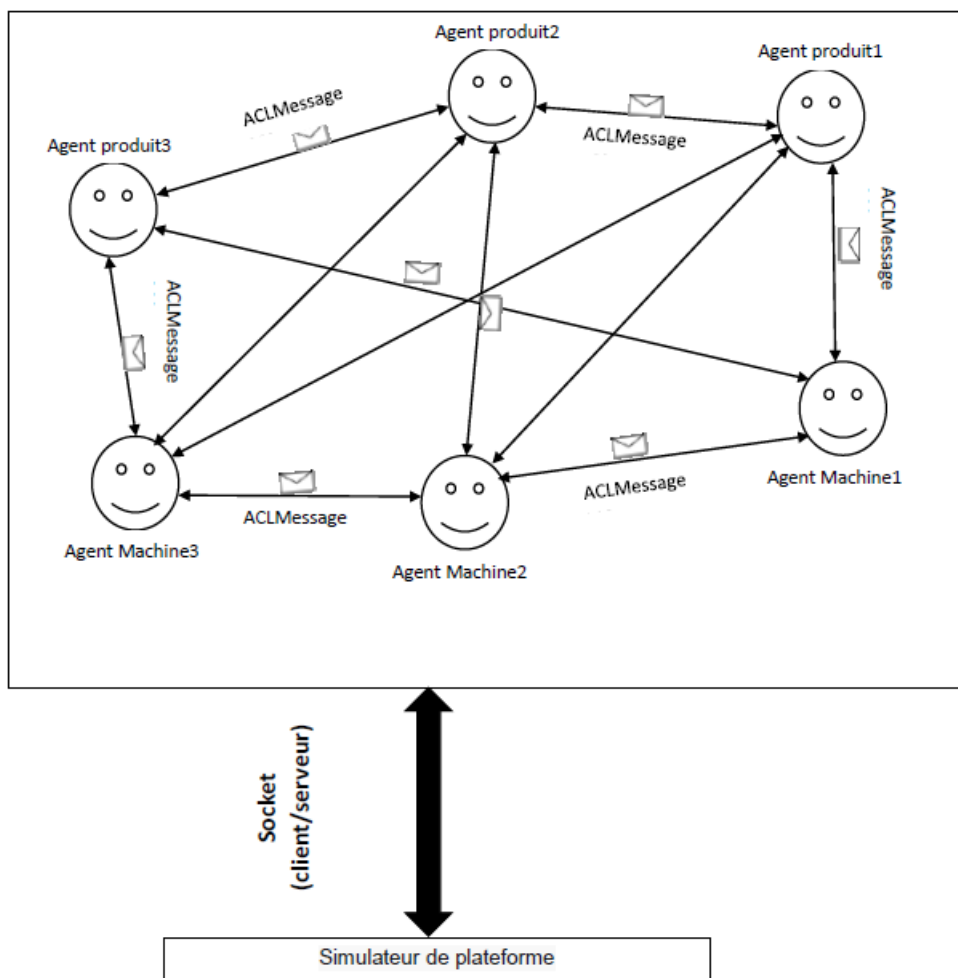 Agent produit2
Agent produit1
ACLMessage
ACLMessage
Agent produit3
ACLMessage
ACLMessage
ACLMessage
Agent Machine1
ACLMessage
Agent Machine3
Agent Machine2
Socket
(client/serveur)
Simulateur de plateforme